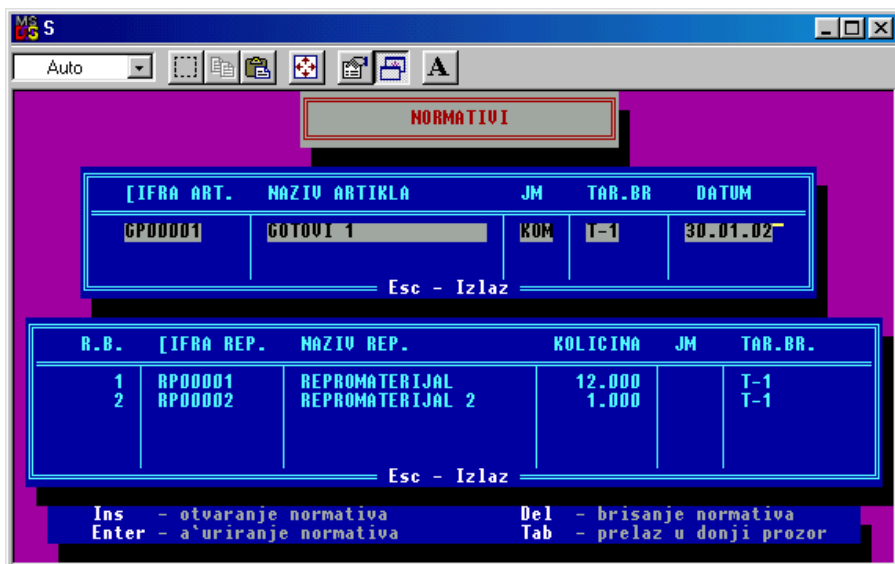 MS DOS S
Auto A
NORMATIVI
[IFRA ART. NAZIV ARTIKLA JM TAR.BR DATUM
GP00001 GOTOVI 1 KOM T-1 30.01.02
Esc - Izlaz
R.B. [IFRA REP. NAZIV REP. KOLICINA JM TAR.BR.
1 RP00001 REPROMATERIJAL 12.000 T-1
2 RP00002 REPROMATERIJAL 2 1.000 T-1
Esc - Izlaz
Ins - otvaranje normativa Del - brisanje normativa
Enter - a`uriranje normativa Tab - prelaz u donji prozor